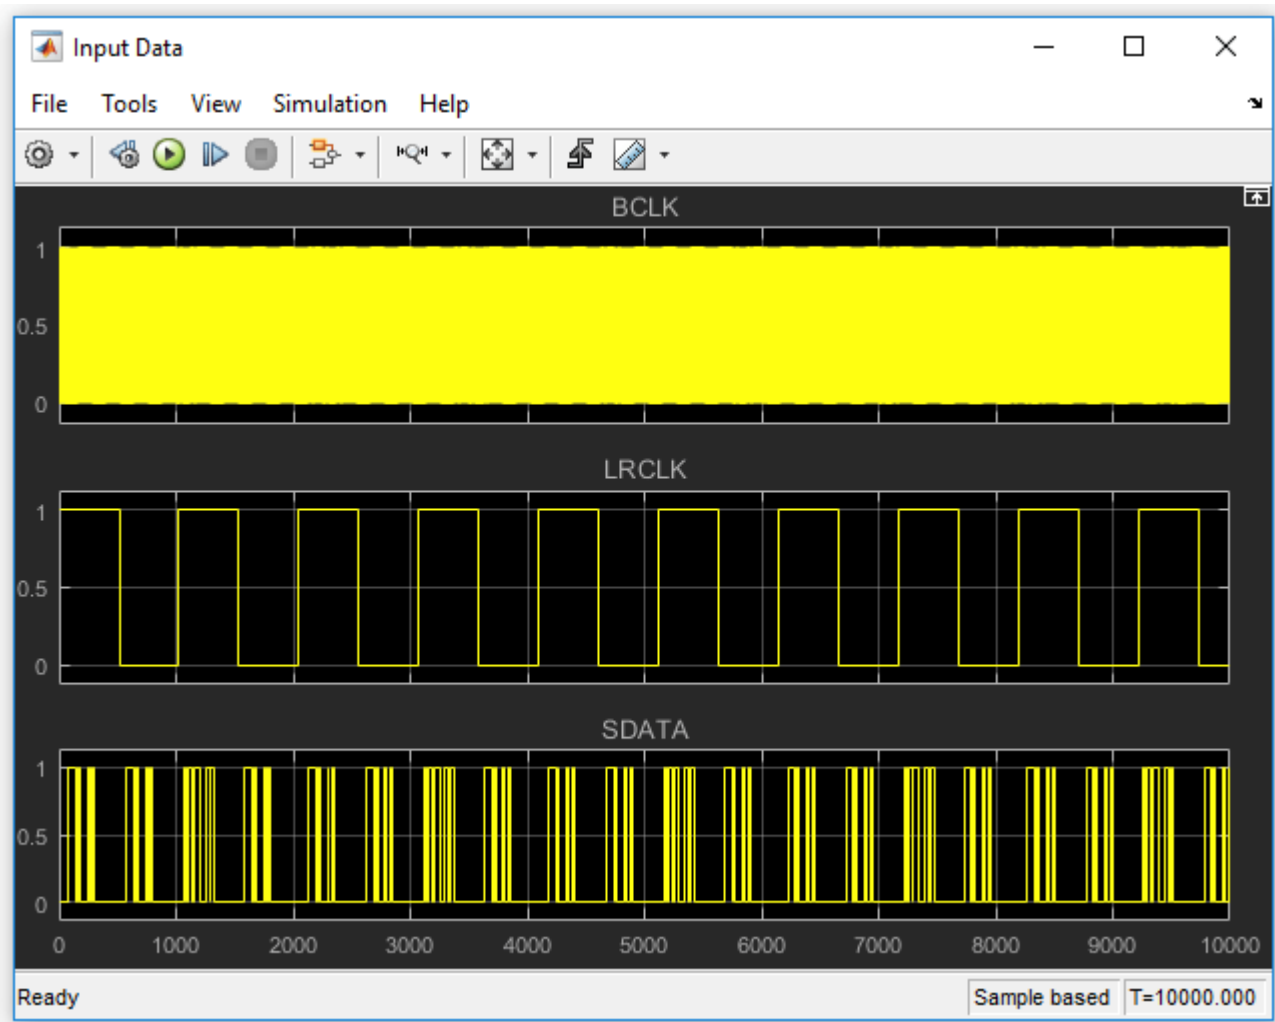 Input Data
File Tools View Simulation Help
BCLK
1
0.5
0
LRCLK
1
0.5
0
SDATA
1
0.5
0
0 1000 2000 3000 4000 5000 6000 7000 8000 9000 10000
Ready Sample based T=10000.000